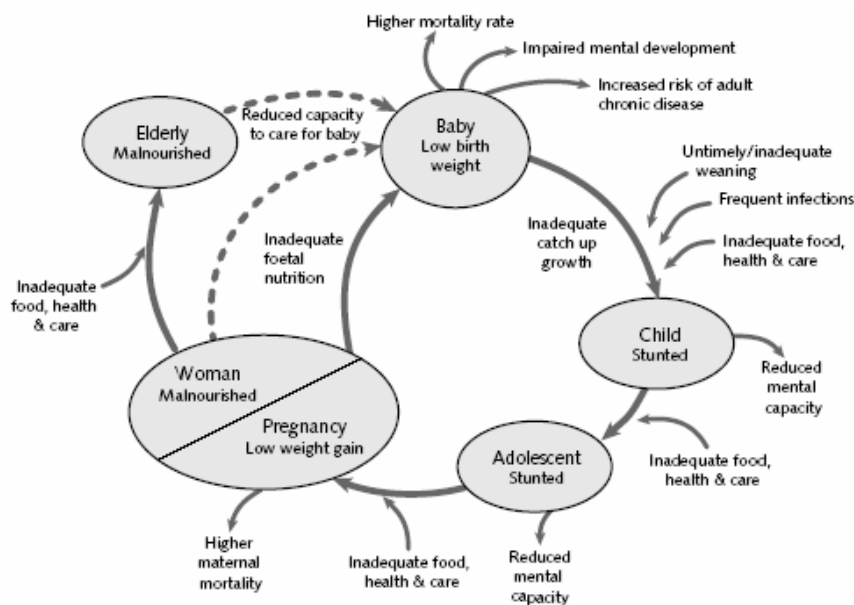 Higher mortality rate
Impaired mental development
Increased risk of adult
chronic disease
Elderly
Malnourished
Reduced capacity
to care for baby
Baby
Low birth
weight
Untimely/inadequate
weaning
Frequent infections
Inadequate food,
health & care
Inadequate
catch up
growth
Inadequate
foetal
nutrition
Inadequate
food, health
& care
Child
Stunted
Reduced
mental
capacity
Woman
Malnourished
Pregnancy
Low weight gain
Adolescent
Stunted
Inadequate food,
health & care
Higher
maternal
mortality
Inadequate food,
health & care
Reduced
mental
capacity